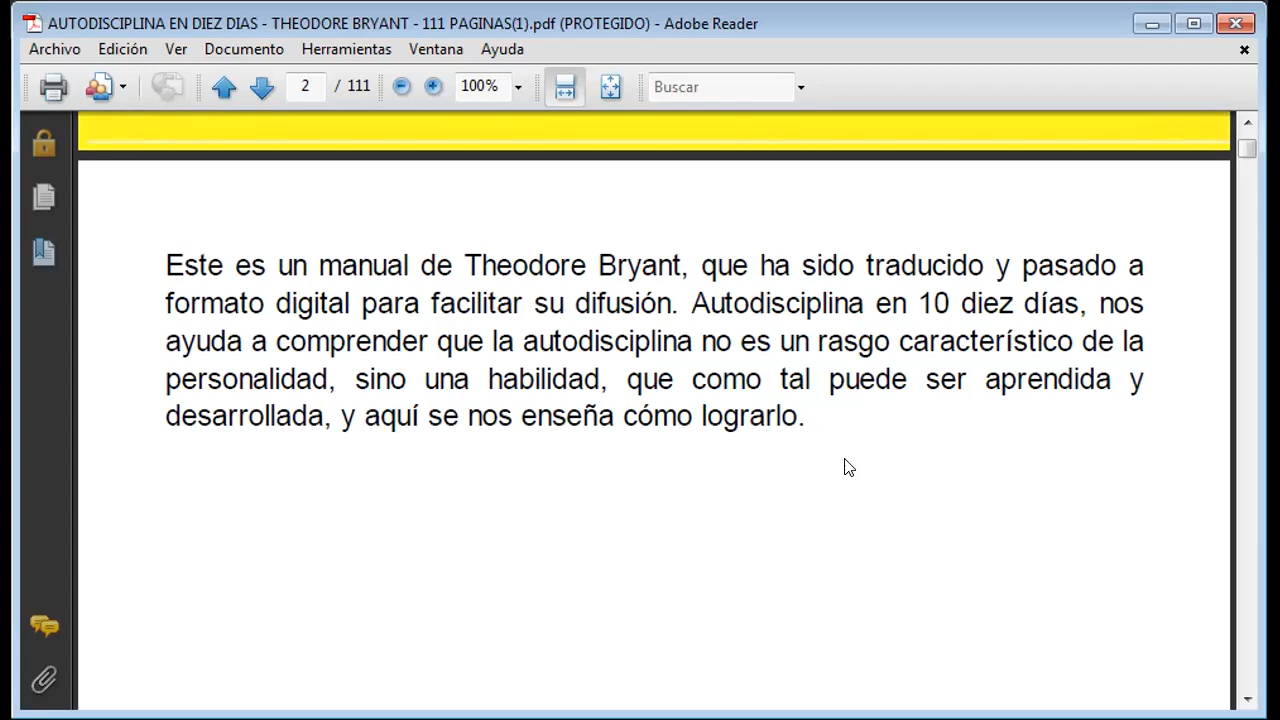 AUTODISCIPLINA EN DIEZ DIAS - THEODORE BRYANT - 111 PAGINAS(1).pdf (PROTEGIDO) - Adobe Reader
Archivo Edición Ver Documento Herramientas Ventana Ayuda
2 / 111 100% Buscar
Este es un manual de Theodore Bryant, que ha sido traducido y pasado a
formato digital para facilitar su difusión. Autodisciplina en 10 diez días, nos
ayuda a comprender que la autodisciplina no es un rasgo característico de la
personalidad, sino una habilidad, que como tal puede ser aprendida y
desarrollada, y aquí se nos enseña cómo lograrlo.